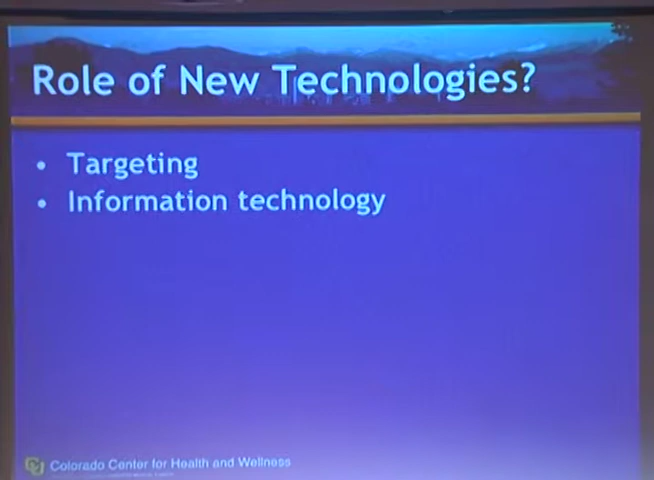 Role of New Technologies?
• Targeting
• Information technology
Colorado Center for Health and Wellness